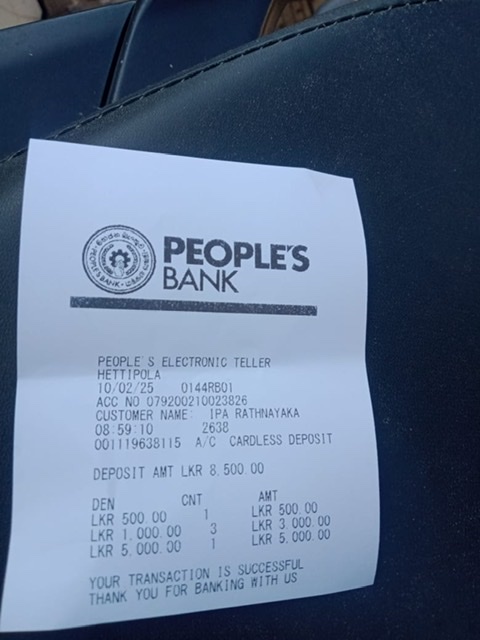 PEOPLE'S
BANK
PEOPLE'S ELECTRONIC TELLER
HETTIPOLA
10/02/25 0144RB01
ACC NO 079200210023826
CUSTOMER NAME: IPA RATHNAYAKA
08:59:10 2638
001119638115 A/C CARDLESS DEPOSIT
DEPOSIT AMT LKR 8,500.00
DEN CNT AMT
LKR 500.00 1 LKR 500.00
LKR 1,000.00 3 LKR 3,000.00
LKR 5,000.00 1 LKR 5,000.00
YOUR TRANSACTION IS SUCCESSFUL
THANK YOU FOR BANKING WITH US